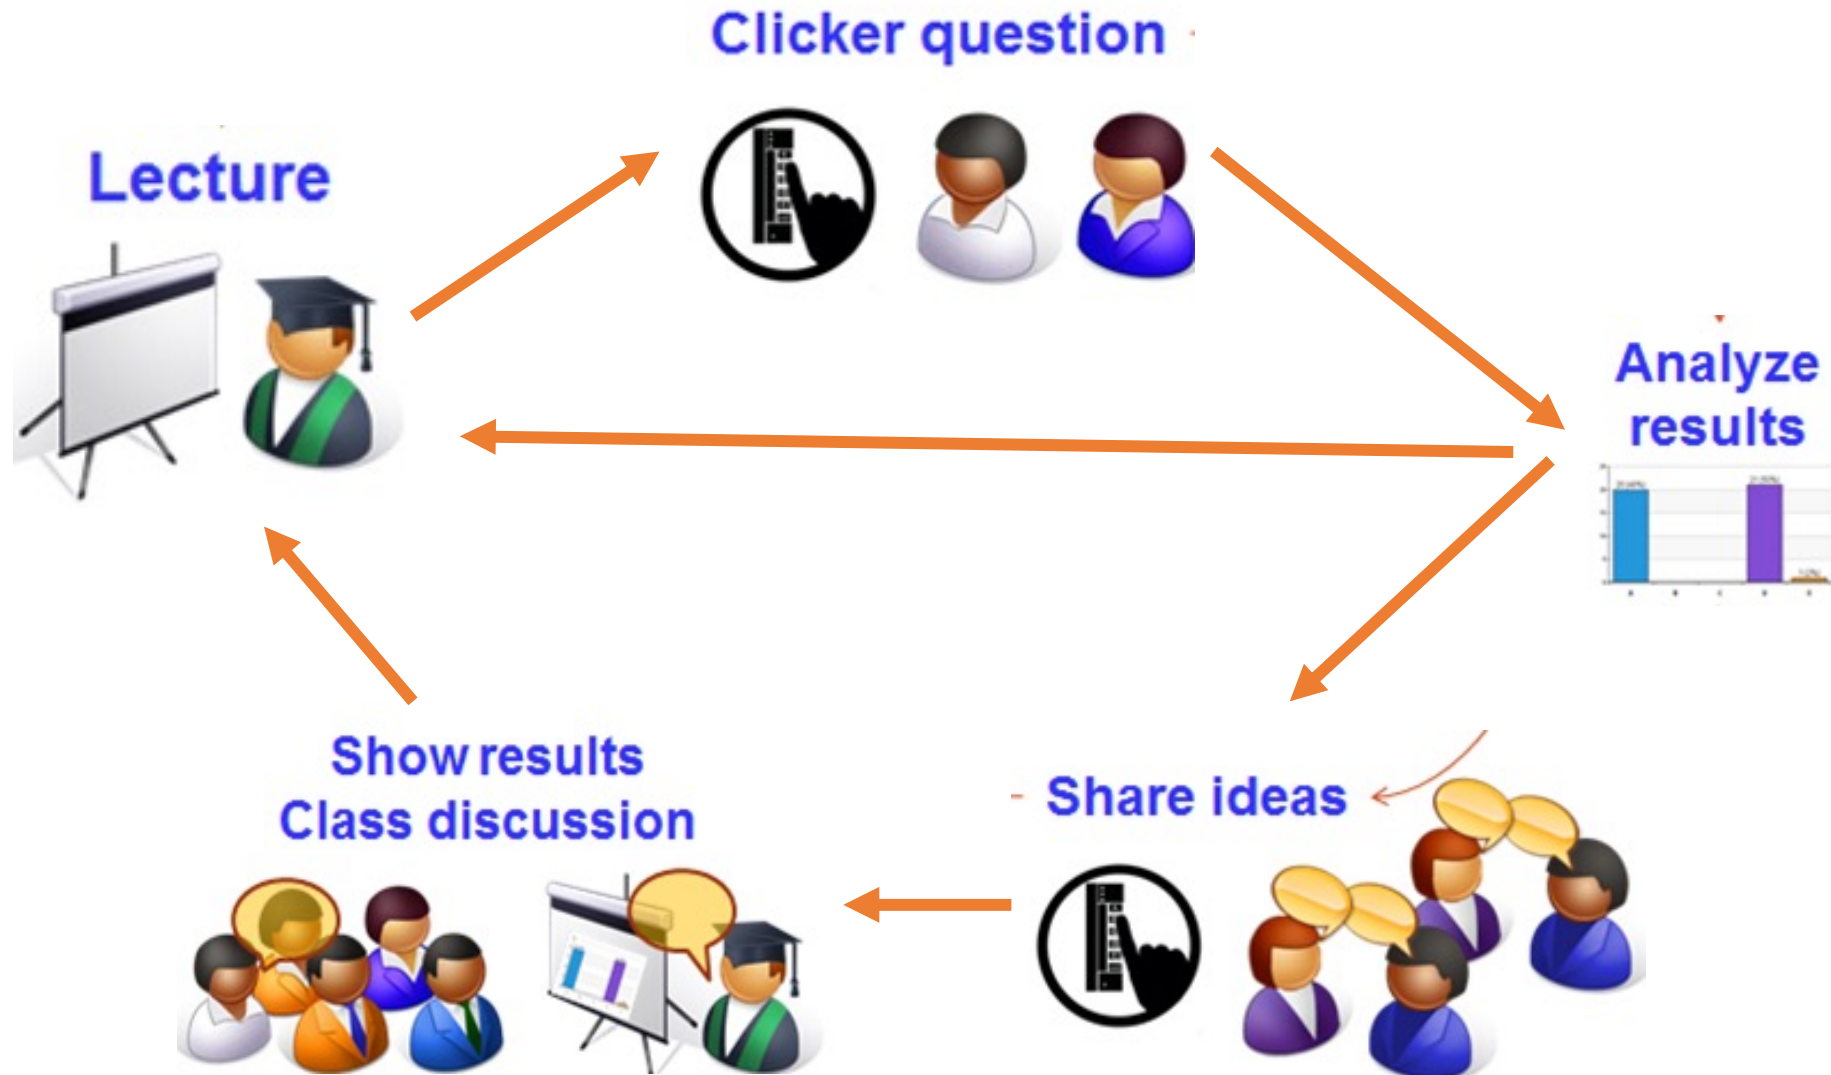 Clicker question
Lecture
Analyze
results
Show results
Class discussion
Share ideas